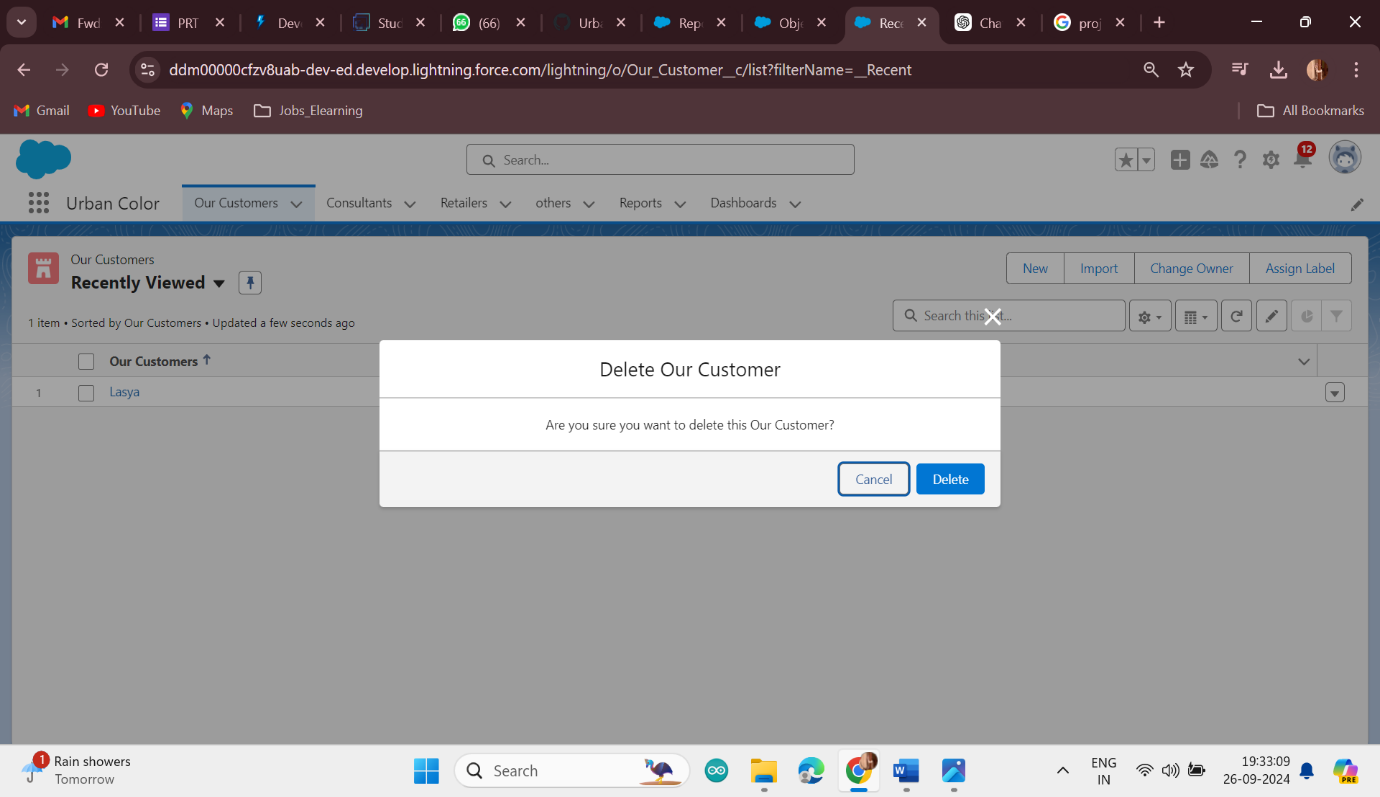 Fwd PRT Dev Stud (66) Urb Rep Obj Rec Cha proj
ddm00000cfzv8uab-dev-ed.develop.lightning.force.com/lightning/o/Our_Customer__c/list?filterName=__Recent
Gmail YouTube Maps Jobs_Elearning All Bookmarks
Search...
12
Urban Color Our Customers Consultants Retailers others Reports Dashboards
Our Customers
Recently Viewed
New Import Change Owner Assign Label
1 item • Sorted by Our Customers • Updated a few seconds ago
Search this list...
Our Customers
1 Lasya
Delete Our Customer
Are you sure you want to delete this Our Customer?
Cancel Delete
1 Rain showers
Tomorrow
Search
ENG
IN
19:33:09
26-09-2024
PRE